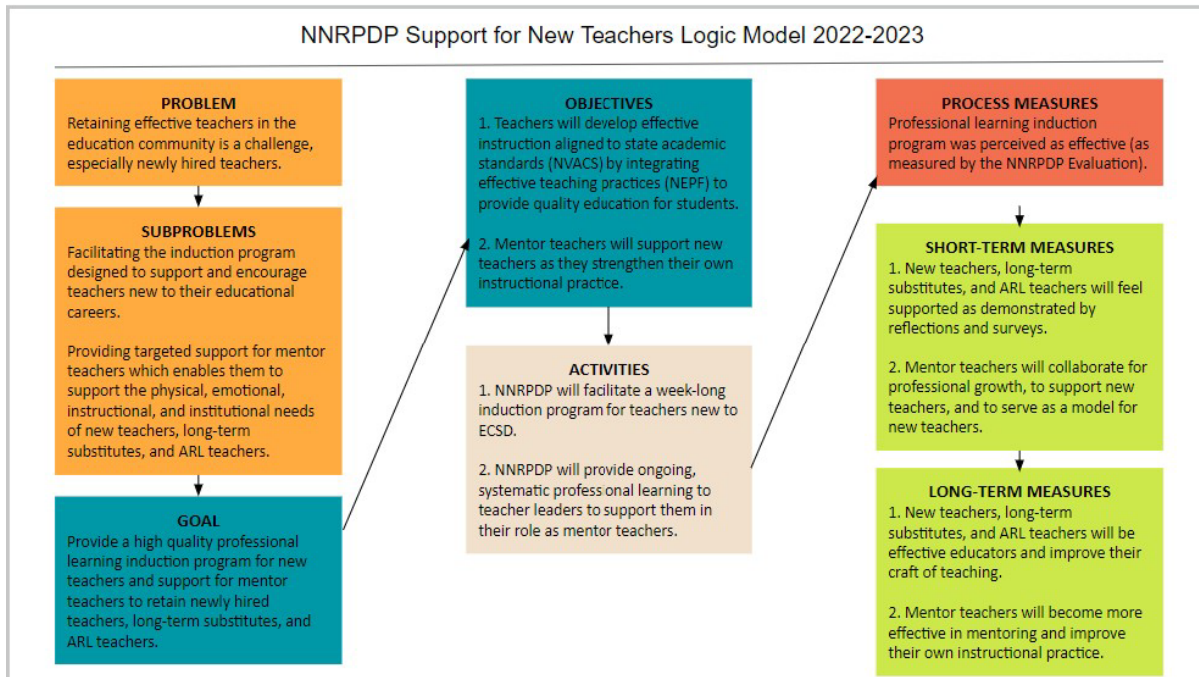 NNRPDP Support for New Teachers Logic Model 2022-2023
PROBLEM
Retaining effective teachers in the
education community is a challenge,
especially newly hired teachers.
SUBPROBLEMS
Facilitating the induction program
designed to support and encourage
teachers new to their educational
careers.
Providing targeted support for mentor
teachers which enables them to
support the physical, emotional,
instructional, and institutional needs
of new teachers, long-term
substitutes, and ARL teachers.
GOAL
Provide a high quality professional
learning induction program for new
teachers and support for mentor
teachers to retain newly hired
teachers, long-term substitutes, and
ARL teachers.
OBJECTIVES
1. Teachers will develop effective
instruction aligned to state academic
standards (NVACS) by integrating
effective teaching practices (NEPF) to
provide quality education for students.
2. Mentor teachers will support new
teachers as they strengthen their own
instructional practice.
ACTIVITIES
1. NNRPDP will facilitate a week-long
induction program for teachers new to
ECSD.
2. NNRPDP will provide ongoing,
systematic professional learning to
teacher leaders to support them in
their role as mentor teachers.
PROCESS MEASURES
Professional learning induction
program was perceived as effective (as
measured by the NNRPDP Evaluation).
SHORT-TERM MEASURES
1. New teachers, long-term
substitutes, and ARL teachers will feel
supported as demonstrated by
reflections and surveys.
2. Mentor teachers will collaborate for
professional growth, to support new
teachers, and to serve as a model for
new teachers.
LONG-TERM MEASURES
1. New teachers, long-term
substitutes, and ARL teachers will be
effective educators and improve their
craft of teaching.
2. Mentor teachers will become more
effective in mentoring and improve
their own instructional practice.